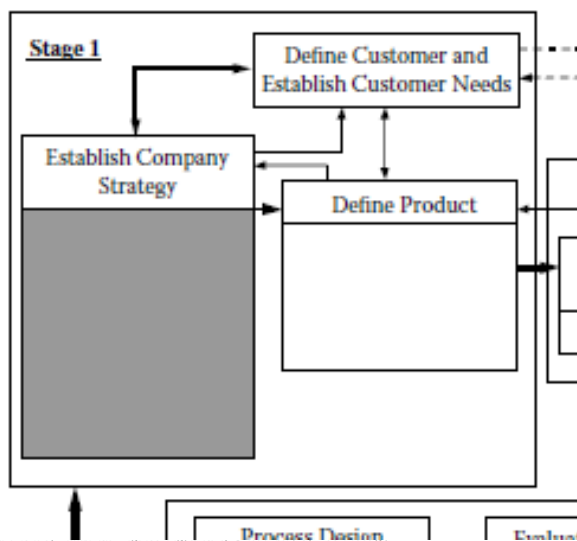 Stage 1
Define Customer and
Establish Customer Needs
Establish Company
Strategy
Define Product
Process Design